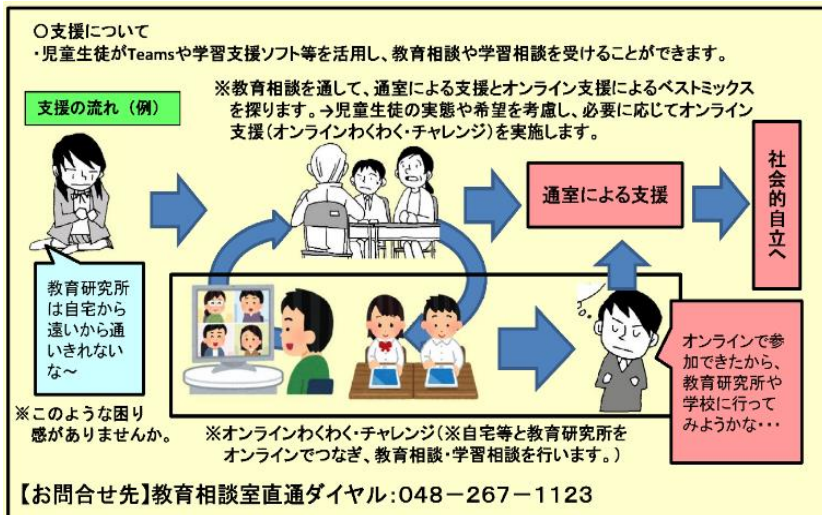 ○支援について
・児童生徒がTeamsや学習支援ソフト等を活用し、教育相談や学習相談を受けることができます。
※教育相談を通して、通室による支援とオンライン支援によるベストミックス
を探ります。→児童生徒の実態や希望を考慮し、必要に応じてオンライン
支援(オンラインわくわく・チャレンジ)を実施します。
支援の流れ（例）
通室による支援
社会的自立へ
教育研究所
は自宅から
遠いから通
いきれない
な～
※このような困り
感がありませんか。
オンラインで参
加できたから、
教育研究所や
学校に行って
みようかな・・・
※オンラインわくわく・チャレンジ(※自宅等と教育研究所を
オンラインでつなぎ、教育相談・学習相談を行います。)
【お問合せ先】教育相談室直通ダイヤル:048－267－1123